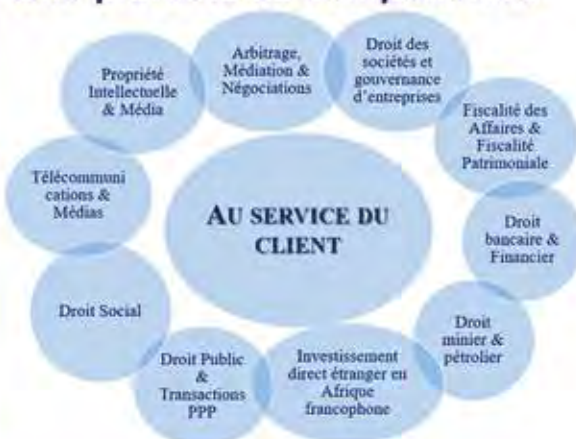 Arbitrage,
Médiation &
Négociations
Droit des
sociétés et
gouvernance
d'entreprises
Propriété
Intellectuelle
& Média
Fiscalité des
Affaires &
Fiscalité
Patrimoniale
Télécommuni
cations &
Médias
AU SERVICE DU
CLIENT
Droit
bancaire &
Financier
Droit Social
Droit
minier &
pétrolier
Droit Public
&
Transactions
PPP
Investissement
direct étranger en
Afrique
francophone